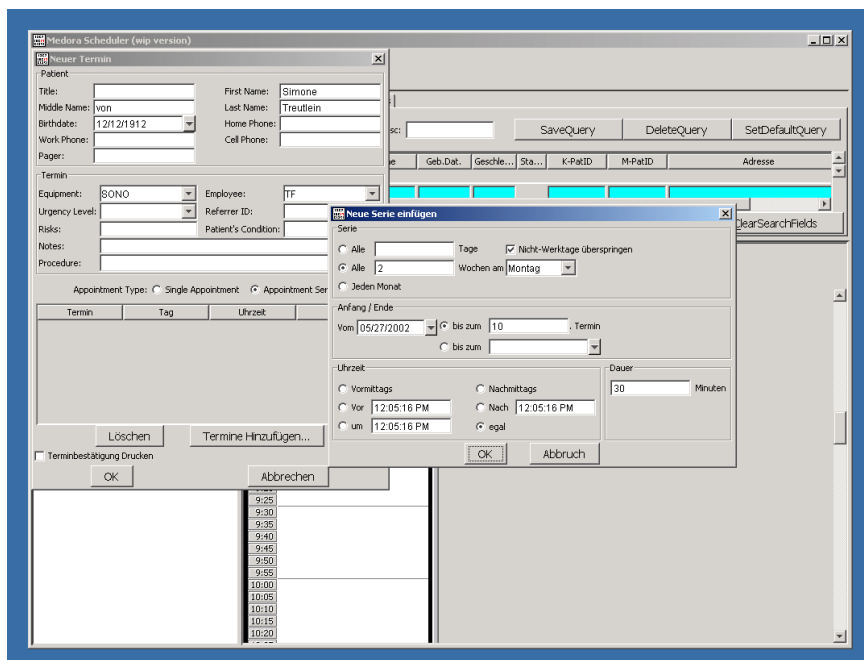 Medora Scheduler (wip version)
Neuer Termin
Patient
Title: First Name: Simone
Middle Name: von Last Name: Treutlein
Birthdate: 12/12/1912 Home Phone:
Work Phone: Cell Phone:
Pager:
Termin
Equipment: SONO Employee: TF
Urgency Level: Referrer ID:
Risks: Patient's Condition:
Notes:
Procedure:
Appointment Type: Single Appointment Appointment Ser
Termin Tag Uhrzeit
Löschen Termine Hinzufügen...
Terminbestätigung Drucken
OK Abbrechen
sc: SaveQuery DeleteQuery SetDefaultQuery
e Geb.Dat. Geschle... Sta... K-PatID M-PatID Adresse
ClearSearchFields
Neue Serie einfügen
Serie
Alle Tage Nicht-Werktage überspringen
Alle 2 Wochen am Montag
Jeden Monat
Anfang / Ende
Vom 05/27/2002 bis zum 10 . Termin
bis zum
Uhrzeit Dauer
Vormittags Nachmittags 30 Minuten
Vor 12:05:16 PM Nach 12:05:16 PM
um 12:05:16 PM egal
OK Abbruch
9:25
9:30
9:35
9:40
9:45
9:50
9:55
10:00
10:05
10:10
10:15
10:20